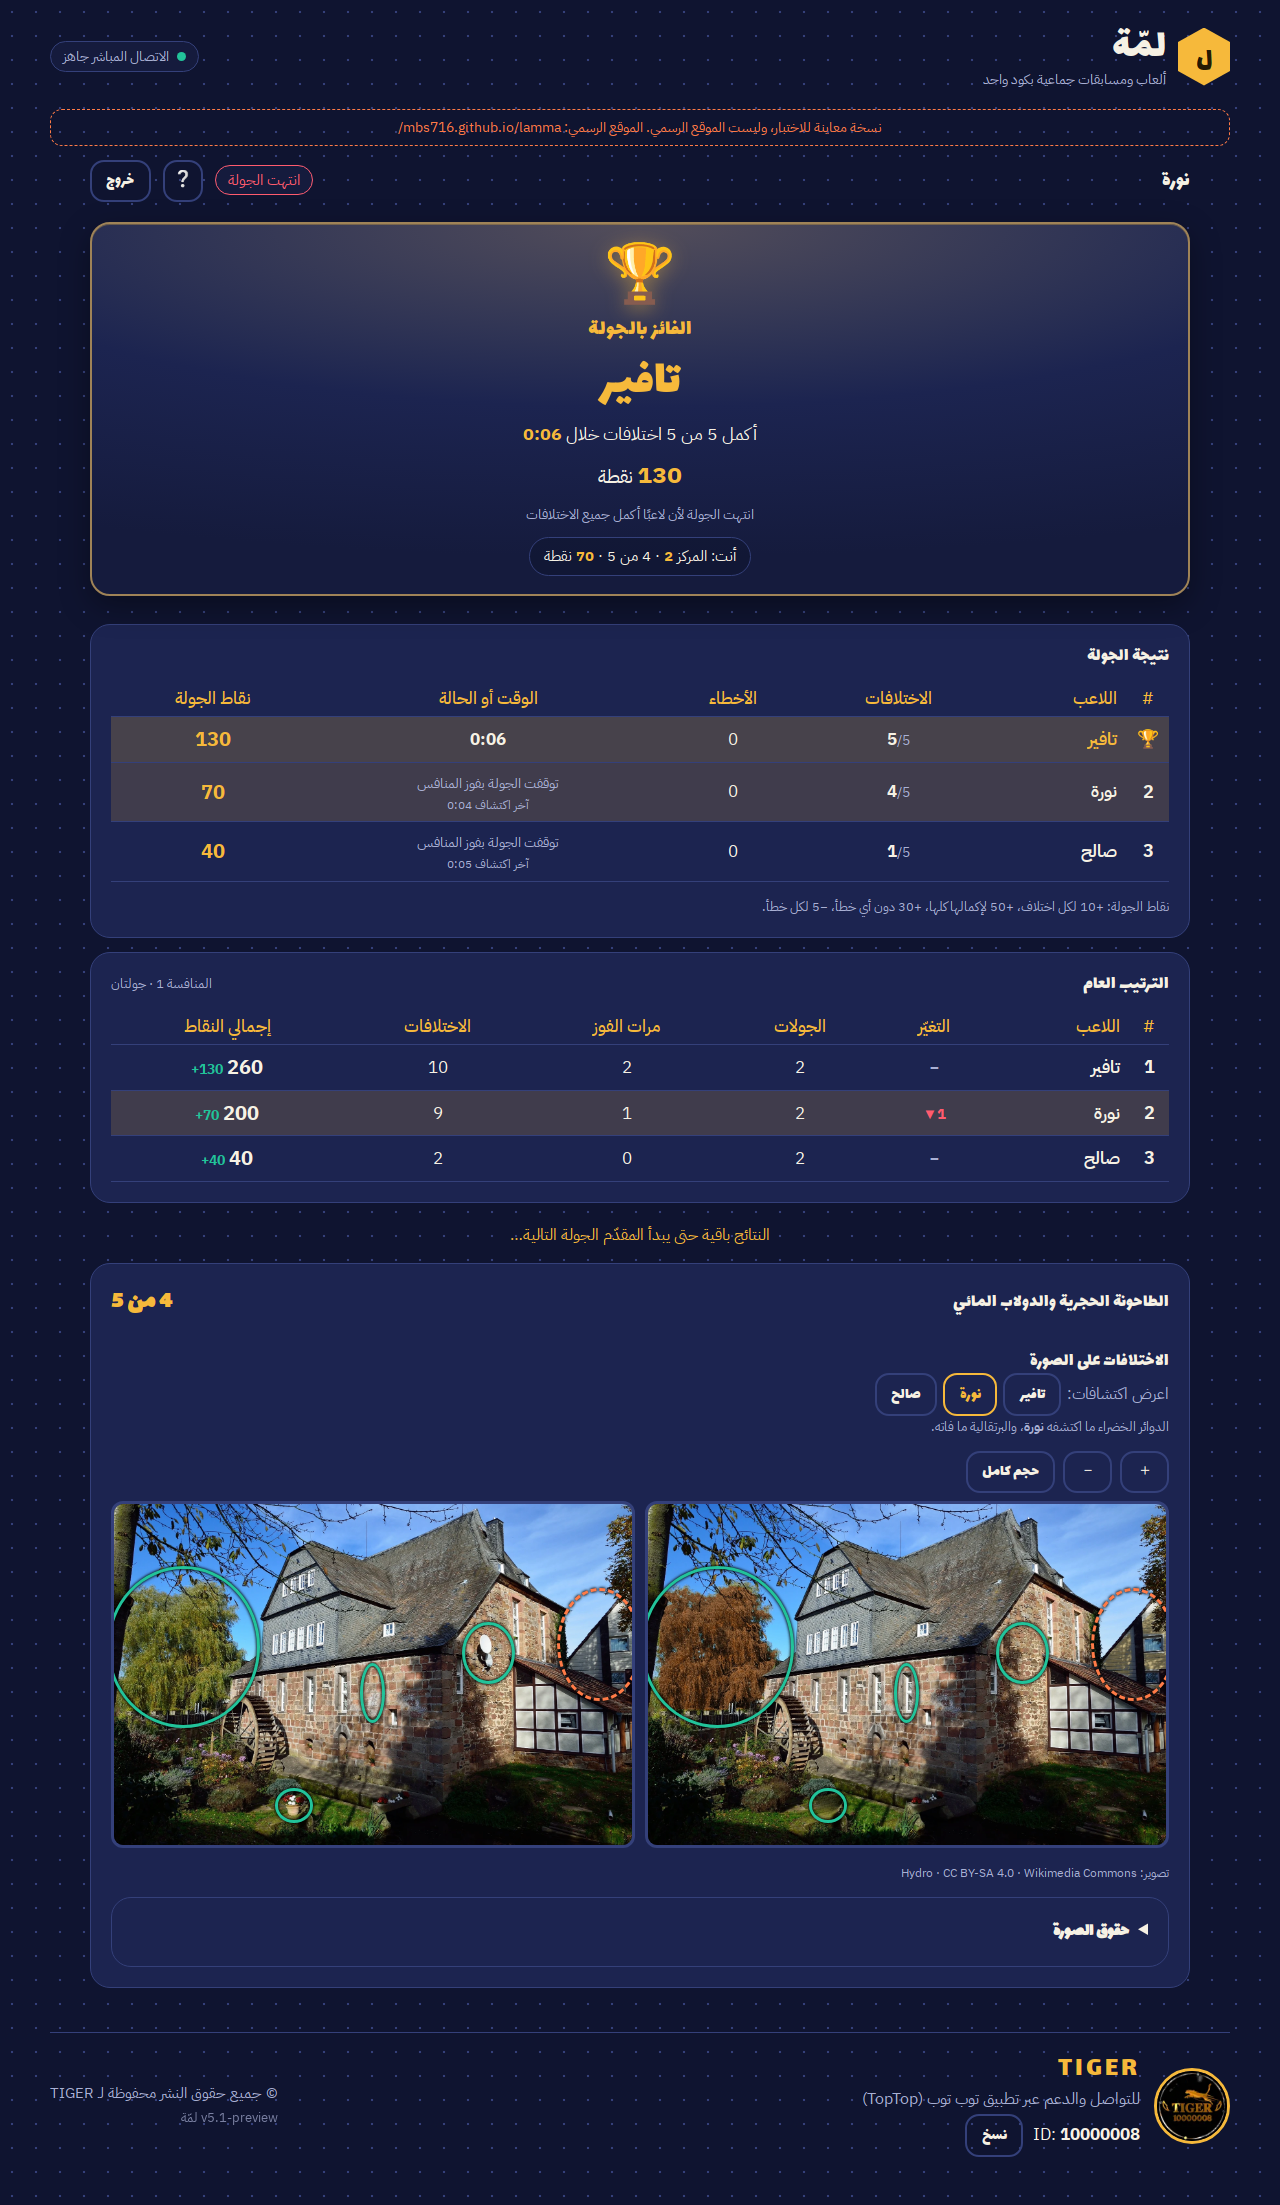 ل
لمّة
ألعاب ومسابقات جماعية بكود واحد
الاتصال المباشر جاهز
نسخة معاينة للاختبار، وليست الموقع الرسمي. الموقع الرسمي: mbs716.github.io/lamma/
نورة
انتهت الجولة
?
خروج
الفائز بالجولة
تافير
أكمل 5 من 5 اختلافات خلال 0:06
130 نقطة
انتهت الجولة لأن لاعبًا أكمل جميع الاختلافات
أنت: المركز 2 · 4 من 5 · 70 نقطة
نتيجة الجولة
# اللاعب الاختلافات الأخطاء الوقت أو الحالة نقاط الجولة
تافير 5/5 0 0:06 130
2 نورة 4/5 0 توقفت الجولة بفوز المنافس 70
آخر اكتشاف 0:04
3 صالح 1/5 0 توقفت الجولة بفوز المنافس 40
آخر اكتشاف 0:05
نقاط الجولة: +10 لكل اختلاف، +50 لإكمالها كلها، +30 دون أي خطأ، −5 لكل خطأ.
الترتيب العام
المنافسة 1 · جولتان
# اللاعب التغيّر الجولات مرات الفوز الاختلافات إجمالي النقاط
1 تافير – 2 2 10 260 +130
2 نورة ▼1 2 1 9 200 +70
3 صالح – 2 0 2 40 +40
النتائج باقية حتى يبدأ المقدّم الجولة التالية...
الطاحونة الحجرية والدولاب المائي
4 من 5
الاختلافات على الصورة
اعرض اكتشافات: تافير نورة صالح
الدوائر الخضراء ما اكتشفه نورة، والبرتقالية ما فاته.
+ − حجم كامل
تصوير: Hydro · CC BY-SA 4.0 · Wikimedia Commons
حقوق الصورة
TIGER
10000008
TIGER
للتواصل والدعم عبر تطبيق توب توب (TopTop)
ID: 10000008
نسخ
© جميع حقوق النشر محفوظة لـ TIGER
لمّة v5.1-preview